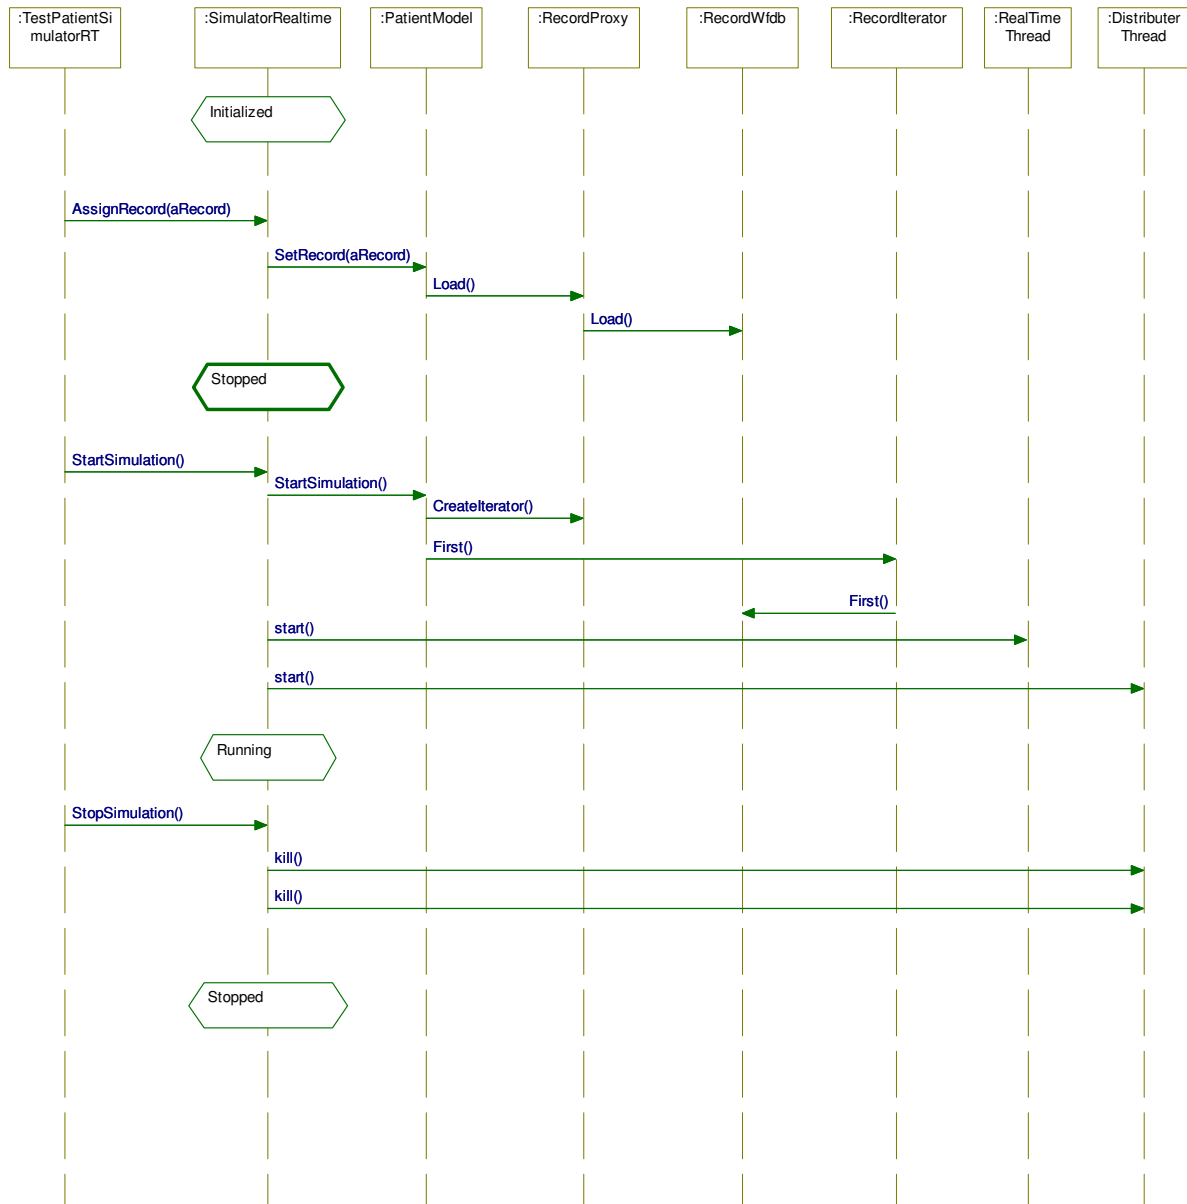 :TestPatientSi
mulatorRT
:SimulatorRealtime
:PatientModel
:RecordProxy
:RecordWfdb
:RecordIterator
:RealTime
Thread
:Distributer
Thread
Initialized
AssignRecord(aRecord)
SetRecord(aRecord)
Load()
Load()
Stopped
StartSimulation()
StartSimulation()
CreateIterator()
First()
First()
start()
start()
Running
StopSimulation()
kill()
kill()
Stopped